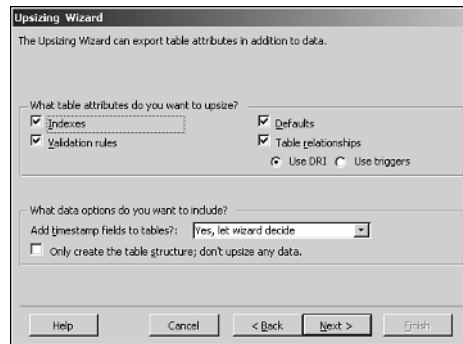 Upsizing Wizard
The Upsizing Wizard can export table attributes in addition to data.
What table attributes do you want to upsize?
Indexes
Defaults
Validation rules
Table relationships
Use DRI
Use triggers
What data options do you want to include?
Add timestamp fields to tables?:
Yes, let wizard decide
Only create the table structure; don't upsize any data.
Help
Cancel
< Back
Next >
Finish